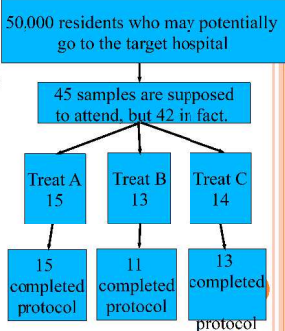 50,000 residents who may potentially
go to the target hospital
45 samples are supposed
to attend, but 42 in fact.
Treat A
15
Treat B
13
Treat C
14
15
completed
protocol
11
completed
protocol
13
completed
protocol